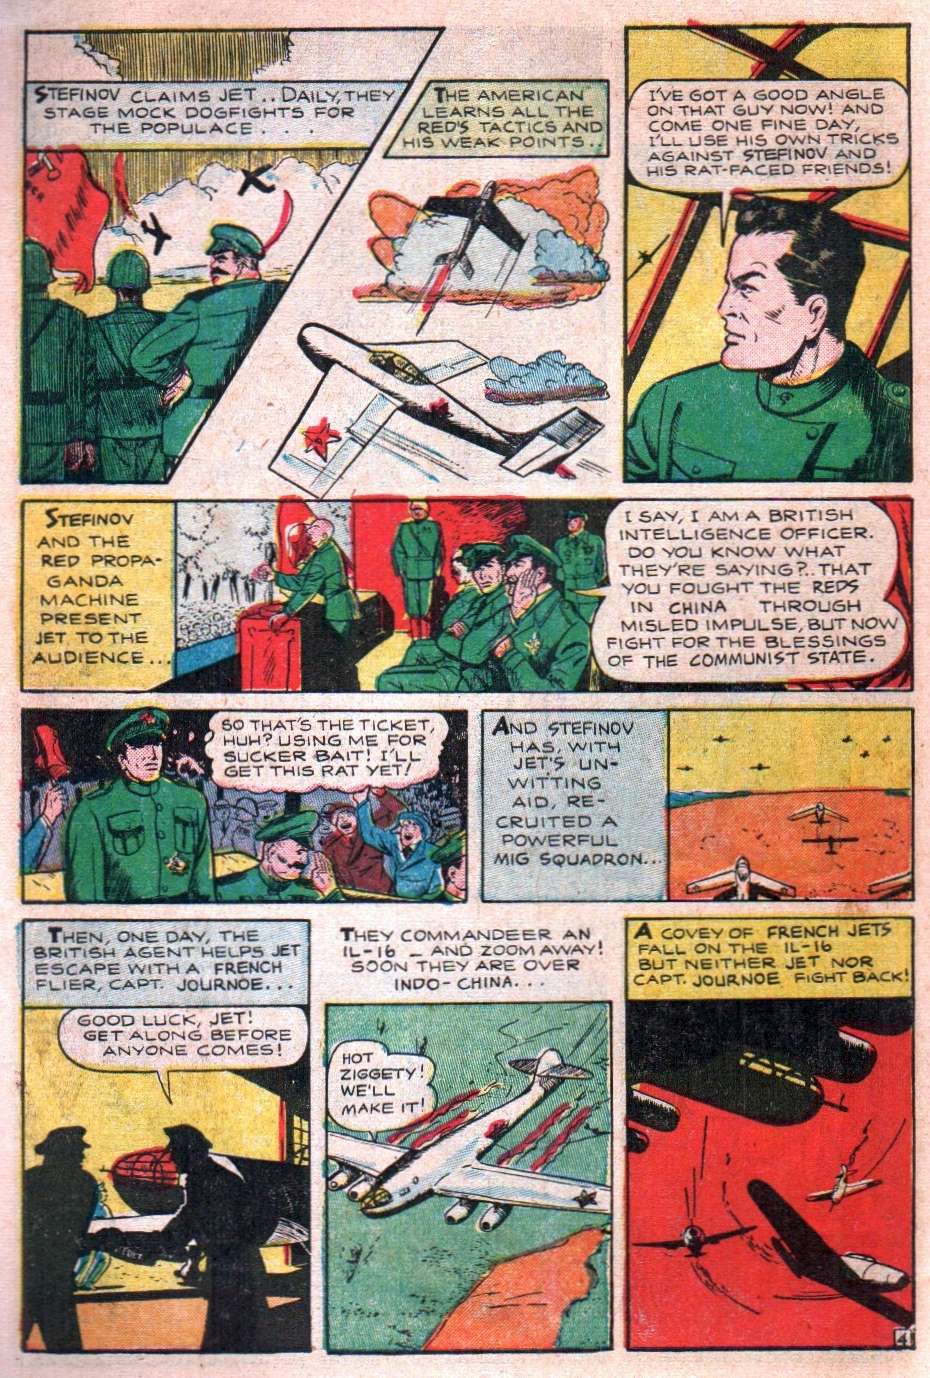 STEFINOV CLAIMS JET.. DAILY, THEY
STAGE MOCK DOGFIGHTS FOR
THE POPULACE . . .
THE AMERICAN
LEARNS ALL THE
RED'S TACTICS AND
HIS WEAK POINTS..
I'VE GOT A GOOD ANGLE
ON THAT GUY NOW! AND
COME ONE FINE DAY,
I'LL USE HIS OWN TRICKS
AGAINST STEFINOV AND
HIS RAT-FACED FRIENDS!
STEFINOV
AND THE
RED PROPA-
GANDA
MACHINE
PRESENT
JET TO THE
AUDIENCE...
I SAY, I AM A BRITISH
INTELLIGENCE OFFICER.
DO YOU KNOW WHAT
THEY'RE SAYING?..THAT
YOU FOUGHT THE REDS
IN CHINA THROUGH
MISLED IMPULSE, BUT NOW
FIGHT FOR THE BLESSINGS
OF THE COMMUNIST STATE.
SO THAT'S THE TICKET,
HUH? USING ME FOR
SUCKER BAIT! I'LL
GET THIS RAT YET!
AND STEFINOV
HAS, WITH
JET'S UN-
WITTING
AID, RE-
CRUITED A
POWERFUL
MIG SQUADRON...
THEN, ONE DAY, THE
BRITISH AGENT HELPS JET
ESCAPE WITH A FRENCH
FLIER, CAPT. JOURNOE...
GOOD LUCK, JET!
GET ALONG BEFORE
ANYONE COMES!
THEY COMMANDEER AN
IL-16 — AND ZOOM AWAY!
SOON THEY ARE OVER
INDO-CHINA...
HOT
ZIGGETY!
WE'LL
MAKE IT!
A COVEY OF FRENCH JETS
FALL ON THE IL-16
BUT NEITHER JET NOR
CAPT. JOURNOE FIGHT BACK!
4